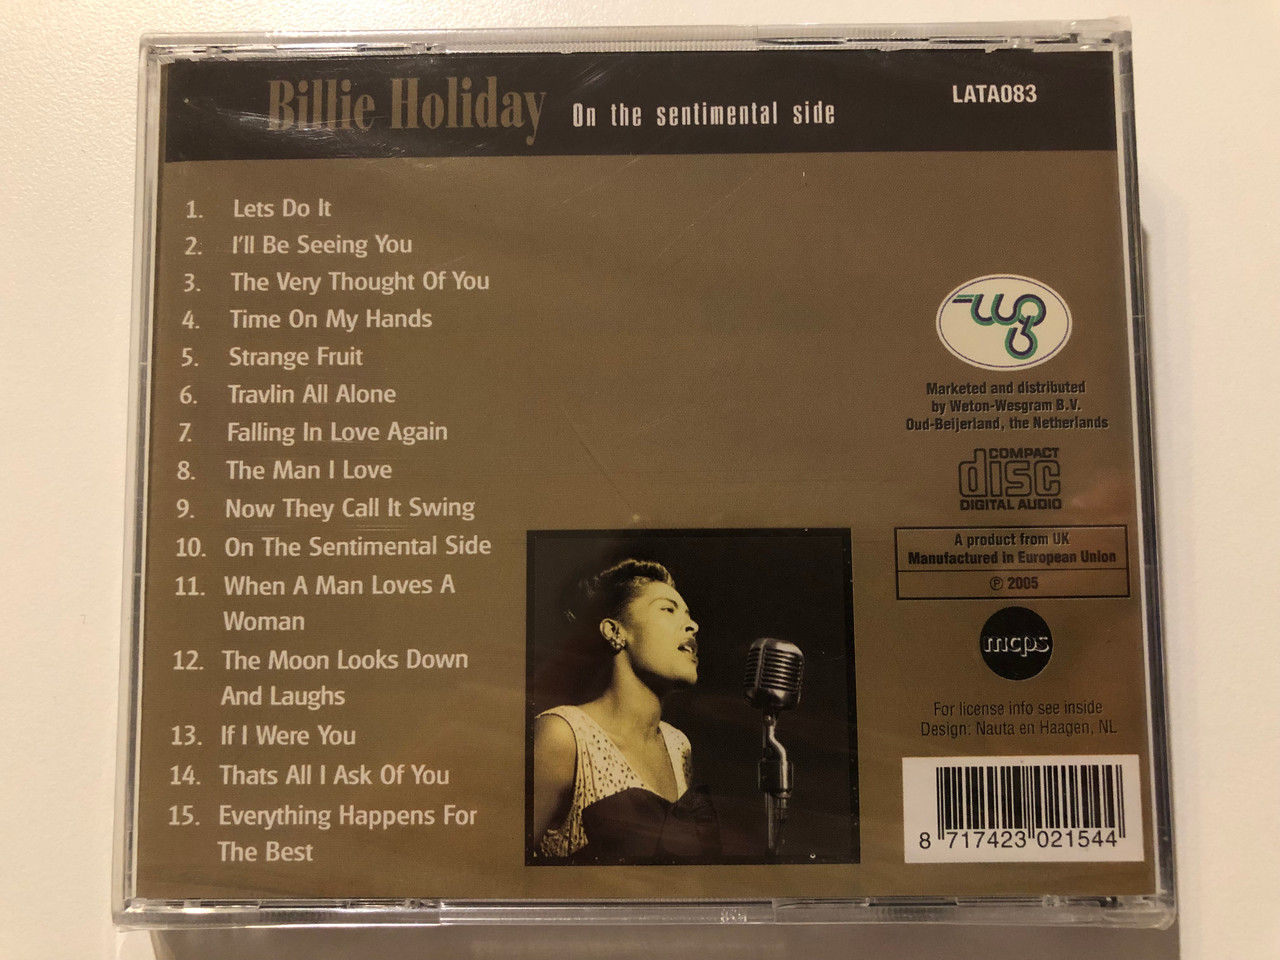 Billie Holiday On the sentimental side
LATA083
1. Lets Do It
2. I'll Be Seeing You
3. The Very Thought Of You
4. Time On My Hands
5. Strange Fruit
6. Travlin All Alone
7. Falling In Love Again
8. The Man I Love
9. Now They Call It Swing
10. On The Sentimental Side
11. When A Man Loves A
Woman
12. The Moon Looks Down
And Laughs
13. If I Were You
14. Thats All I Ask Of You
15. Everything Happens For
The Best
Marketed and distributed
by Weton-Wesgram B.V.
Oud-Beijerland, the Netherlands
COMPACT
disc
DIGITAL AUDIO
A product from UK
Manufactured in European Union
℗ 2005
mcps
For license info see inside
Design: Nauta en Haagen, NL
8 717423 021544